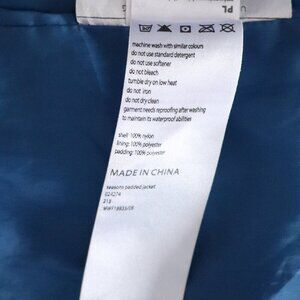 PL
machine wash with similar colours
do not use standard detergent
do not use softener
do not bleach
tumble dry on low heat
do not iron
do not dry clean
garment needs reproofing after washing
to maintain its waterproof abilities
shell: 100% nylon
lining: 100% polyester
padding: 100% polyester
MADE IN CHINA
seasons padded jacket
024274
213